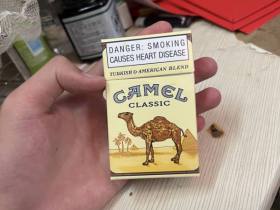 DANGER: SMOKING
CAUSES HEART DISEASE
TURKISH & AMERICAN BLEND
CAMEL
CLASSIC